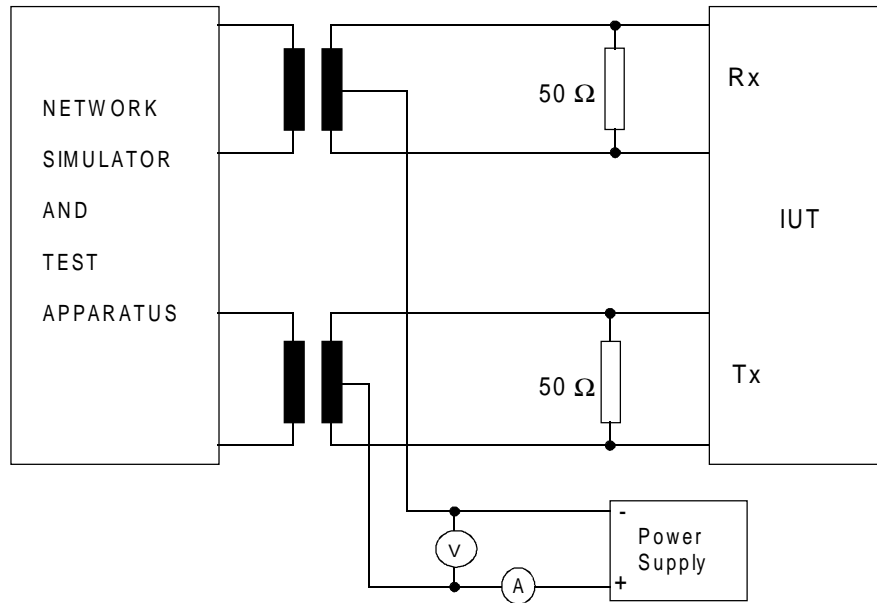 NETWORK
SIMULATOR
AND
TEST
APPARATUS
50 Ω
Rx
IUT
50 Ω
Tx
V
A
-
Power
Supply
+